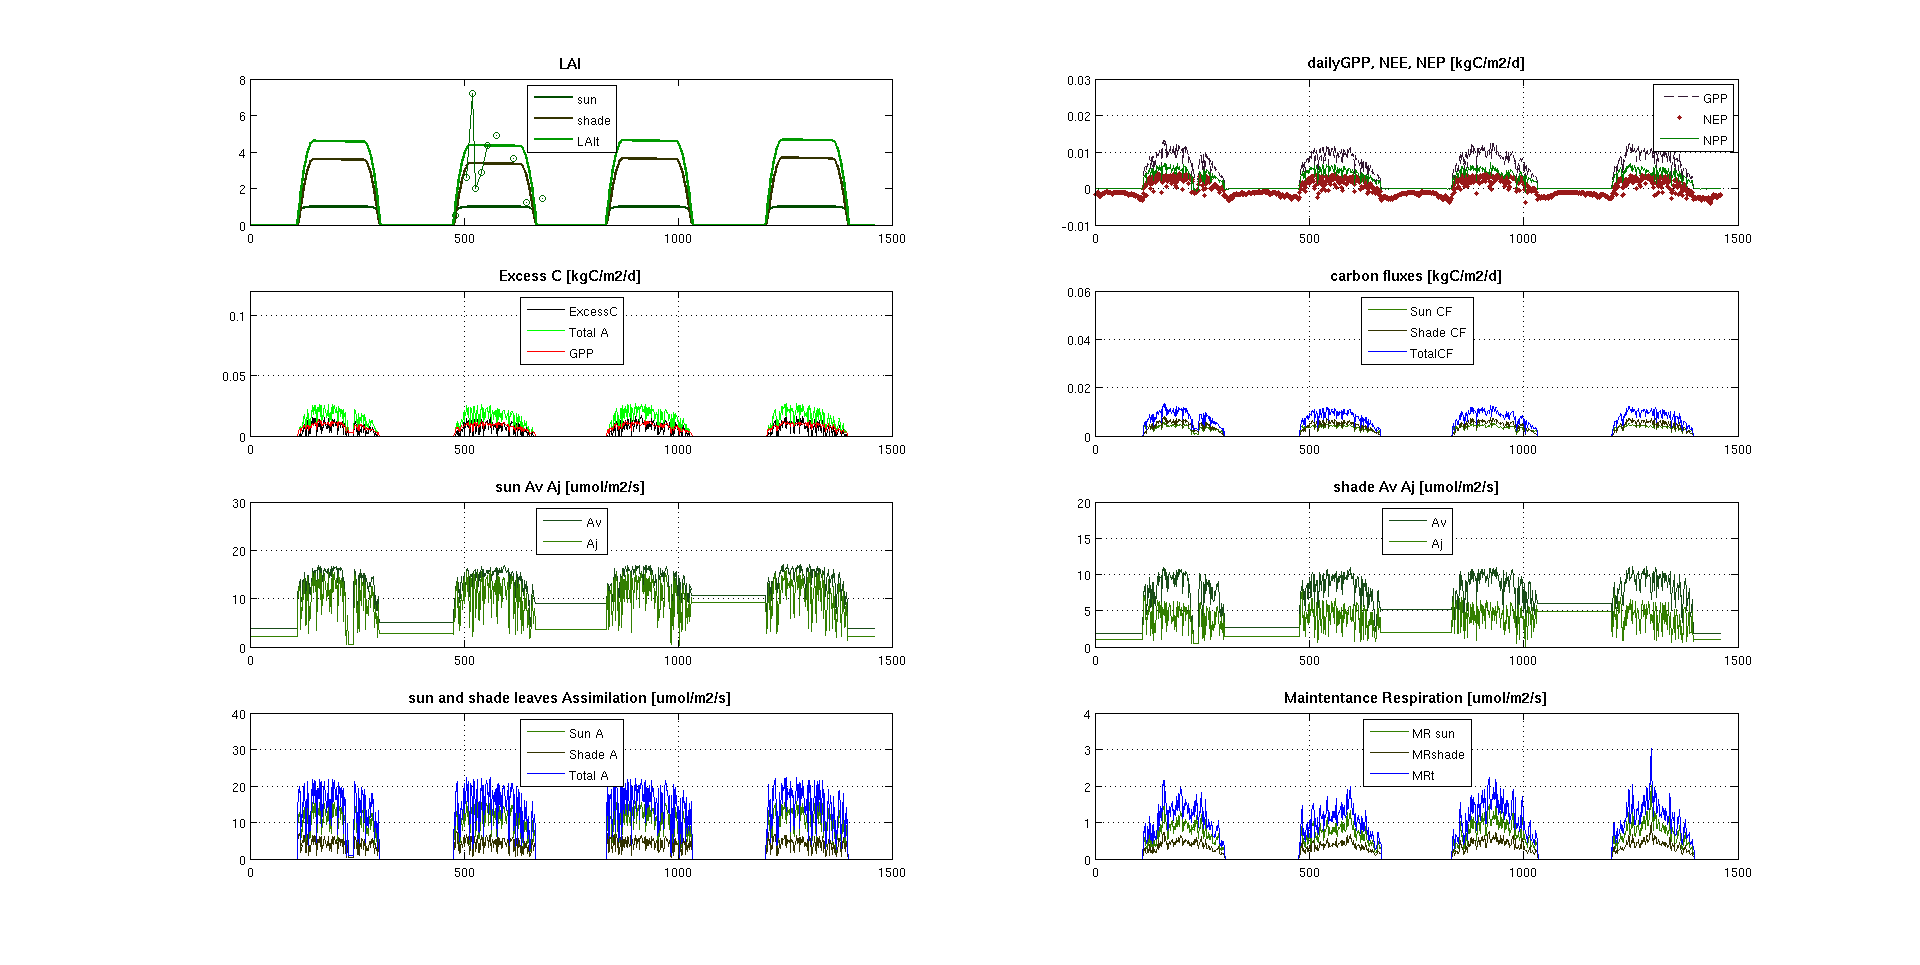 LAI
8
6
4
2
0
0 500 1000 1500
sun
shade
LAIt
dailyGPP, NEE, NEP [kgC/m2/d]
0.03
0.02
0.01
0
-0.01
0 500 1000 1500
GPP
NEP
NPP
Excess C [kgC/m2/d]
0.1
0.05
0
0 500 1000 1500
ExcessC
Total A
GPP
carbon fluxes [kgC/m2/d]
0.06
0.04
0.02
0
0 500 1000 1500
Sun CF
Shade CF
TotalCF
sun Av Aj [umol/m2/s]
30
20
10
0
0 500 1000 1500
Av
Aj
shade Av Aj [umol/m2/s]
20
15
10
5
0
0 500 1000 1500
Av
Aj
sun and shade leaves Assimilation [umol/m2/s]
40
30
20
10
0
0 500 1000 1500
Sun A
Shade A
Total A
Maintentance Respiration [umol/m2/s]
4
3
2
1
0
0 500 1000 1500
MR sun
MRshade
MRt